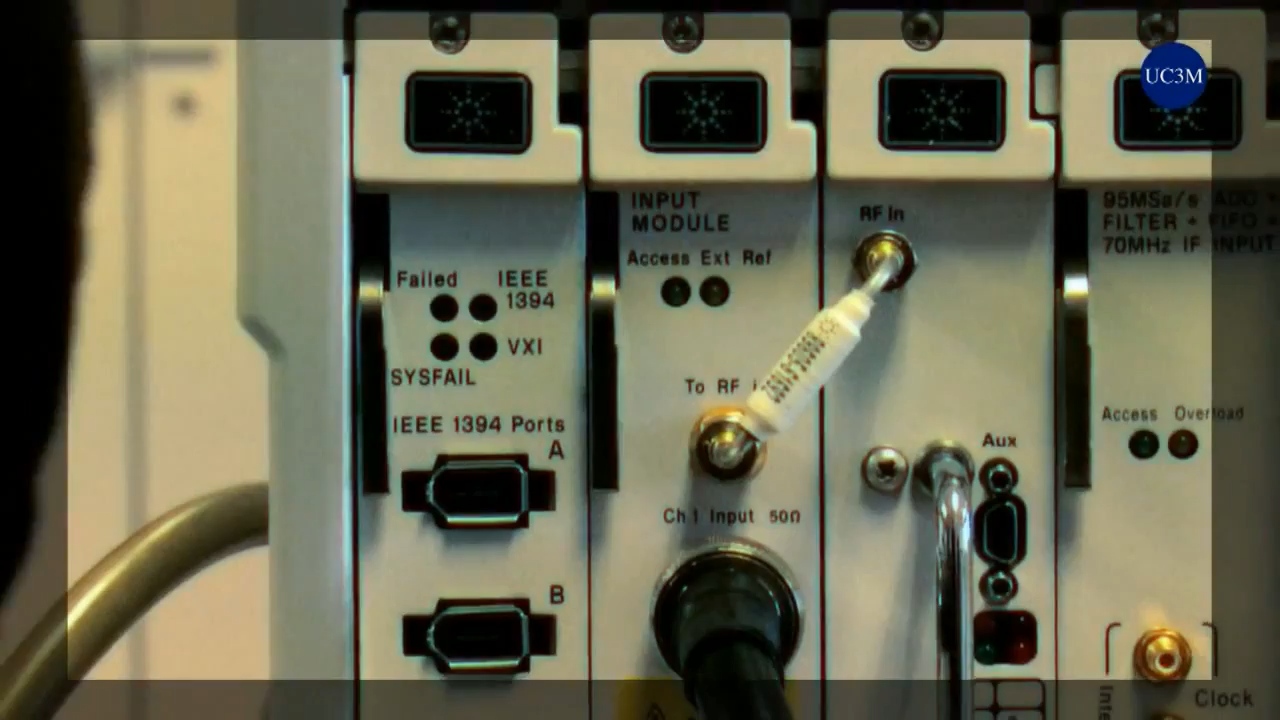 UC3M
Failed IEEE
1394
VXI
SYSFAIL
IEEE 1394 Ports
A
B
INPUT
MODULE
Access Ext Ref
To RF
Ch 1 Input 50Ω
RF In
Aux
95MSa/s ADC
FILTER + FIFO
70MHz IF INPUT
Access Overload
Clock